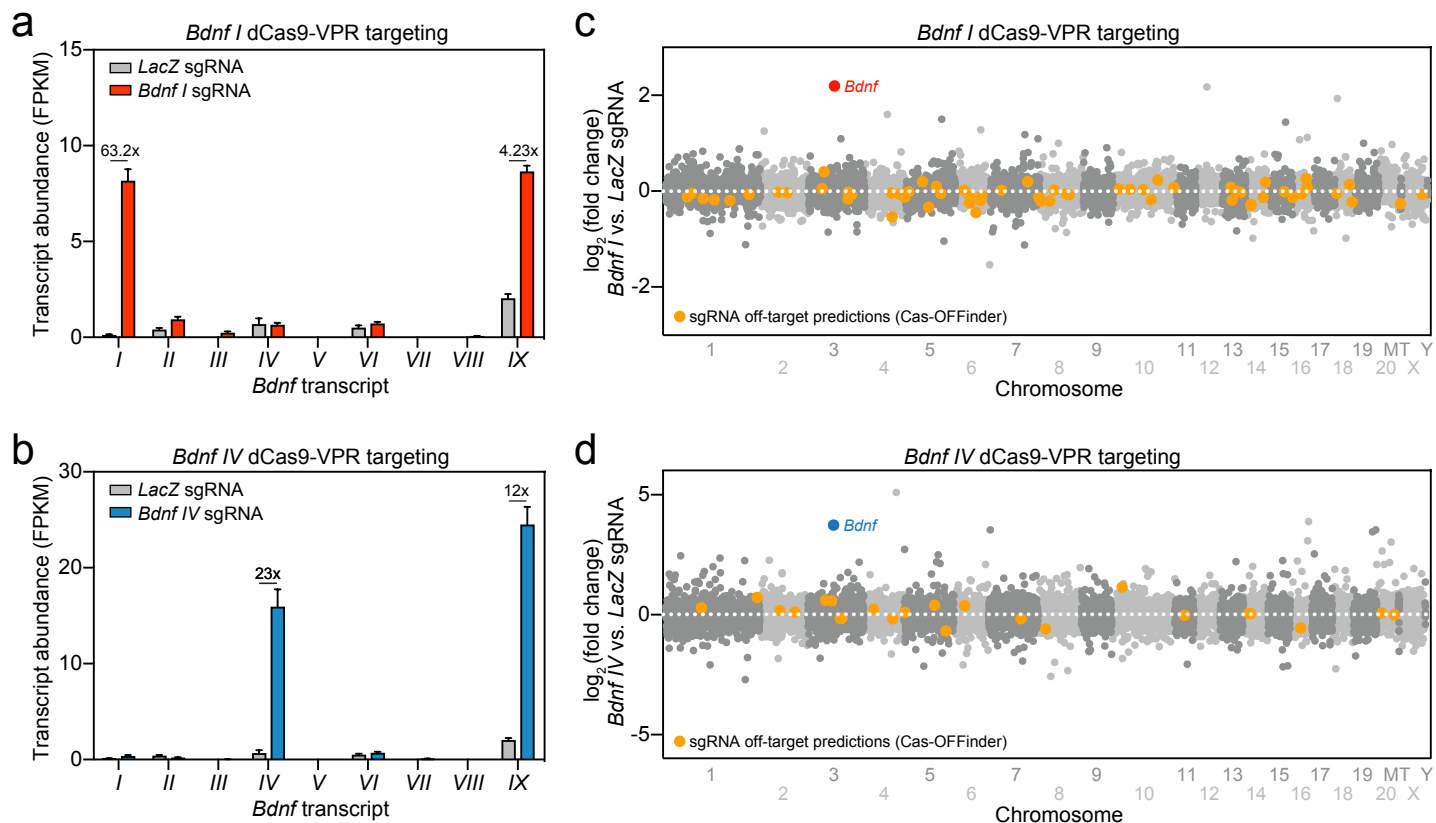 a
Bdnf I dCas9-VPR targeting
Transcript abundance (FPKM)
15
10
5
0
LacZ sgRNA
Bdnf I sgRNA
63.2x
4.23x
I II III IV V VI VII VIII IX
Bdnf transcript
c
Bdnf I dCas9-VPR targeting
log2 (fold change)
Bdnf I vs. LacZ sgRNA
2
0
-2
Bdnf
sgRNA off-target predictions (Cas-OFFinder)
1 3 5 7 9 11 13 15 17 19 MT Y
2 4 6 8 10 12 14 16 18 20 X
Chromosome
b
Bdnf IV dCas9-VPR targeting
Transcript abundance (FPKM)
30
20
10
0
LacZ sgRNA
Bdnf IV sgRNA
23x
12x
I II III IV V VI VII VIII IX
Bdnf transcript
d
Bdnf IV dCas9-VPR targeting
log2 (fold change)
Bdnf IV vs. LacZ sgRNA
5
0
-5
Bdnf
sgRNA off-target predictions (Cas-OFFinder)
1 3 5 7 9 11 13 15 17 19 MT Y
2 4 6 8 10 12 14 16 18 20 X
Chromosome